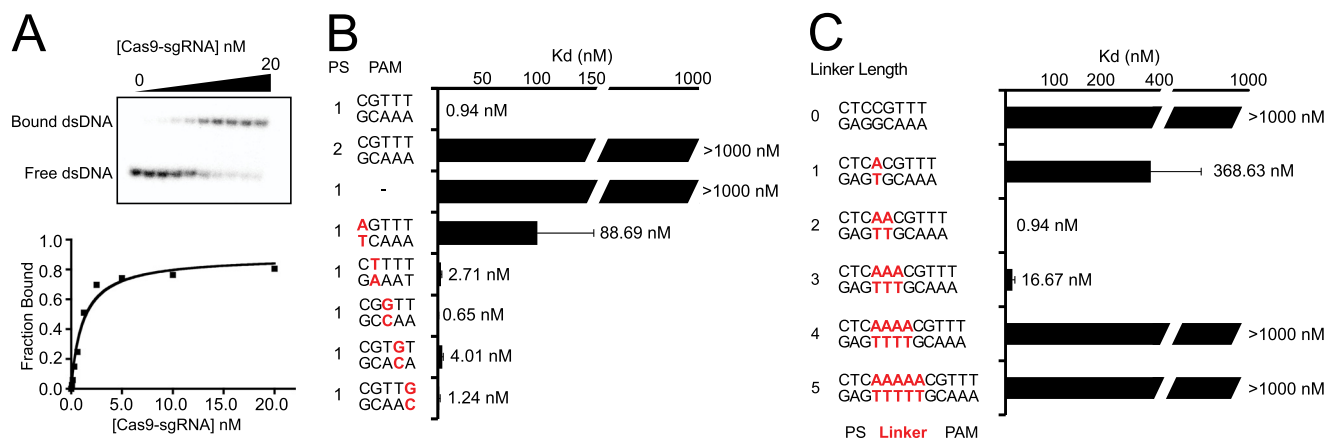 A
[Cas9-sgRNA] nM
0 20
Bound dsDNA
Free dsDNA
Fraction Bound
1.0
0.8
0.6
0.4
0.2
0.0
0.0 5.0 10.0 15.0 20.0
[Cas9-sgRNA] nM
B
Kd (nM)
PS PAM
50 100 150 1000
1 CGTTT
GCAAA
0.94 nM
2 CGTTT
GCAAA
>1000 nM
1 -
>1000 nM
1 AGTTT
TCAAA
88.69 nM
1 CTTTT
GAAAT
2.71 nM
1 CGGTT
GCCAA
0.65 nM
1 CGTGT
GCACA
4.01 nM
1 CGTTG
GCAAC
1.24 nM
C
Kd (nM)
Linker Length
100 200 400 1000
0 CTCCGTTT
GAGGCAAA
>1000 nM
1 CTCACGTTT
GAGTGCAAA
368.63 nM
2 CTCAACGTTT
GAGTTGCAAA
0.94 nM
3 CTCAAACGTTT
GAGTTTGCAAA
16.67 nM
4 CTCAAAACGTTT
GAGTTTTGCAAA
>1000 nM
5 CTCAAAAACGTTT
GAGTTTTTGCAAA
>1000 nM
PS Linker PAM